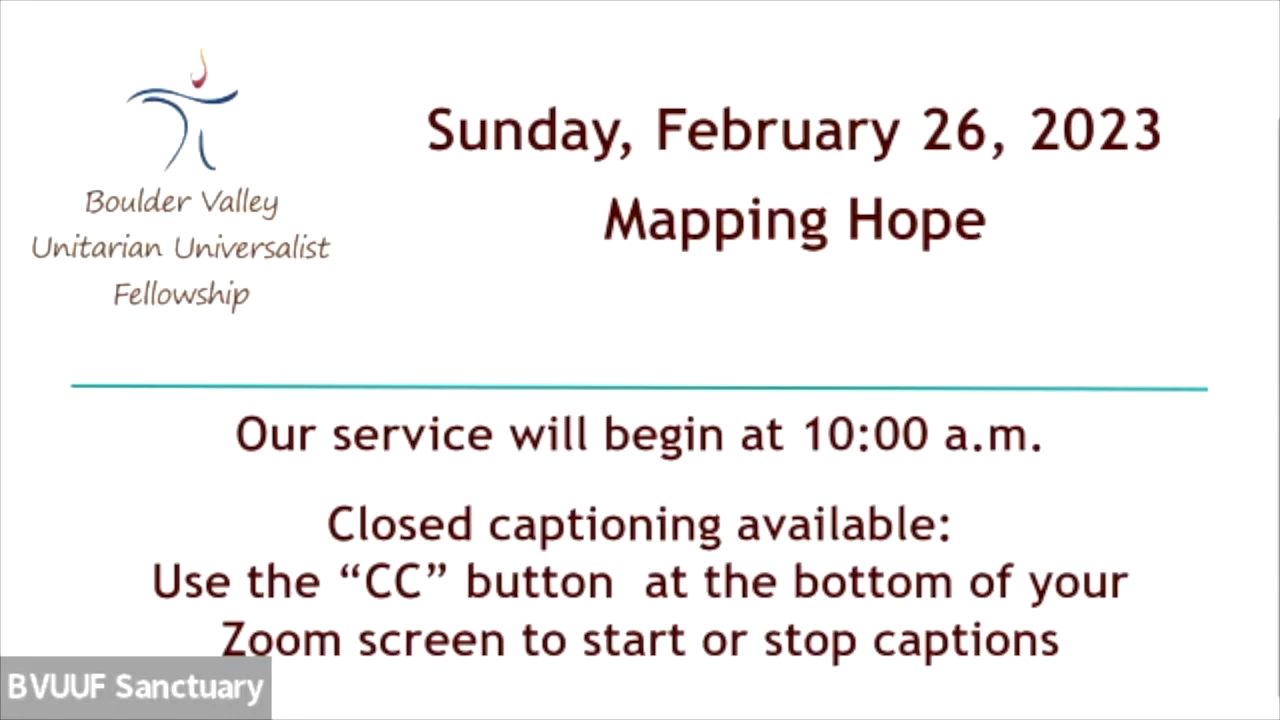 Boulder Valley
Unitarian Universalist
Fellowship
Sunday, February 26, 2023
Mapping Hope
Our service will begin at 10:00 a.m.
Closed captioning available:
Use the “CC” button  at the bottom of your
Zoom screen to start or stop captions
BVUUF Sanctuary